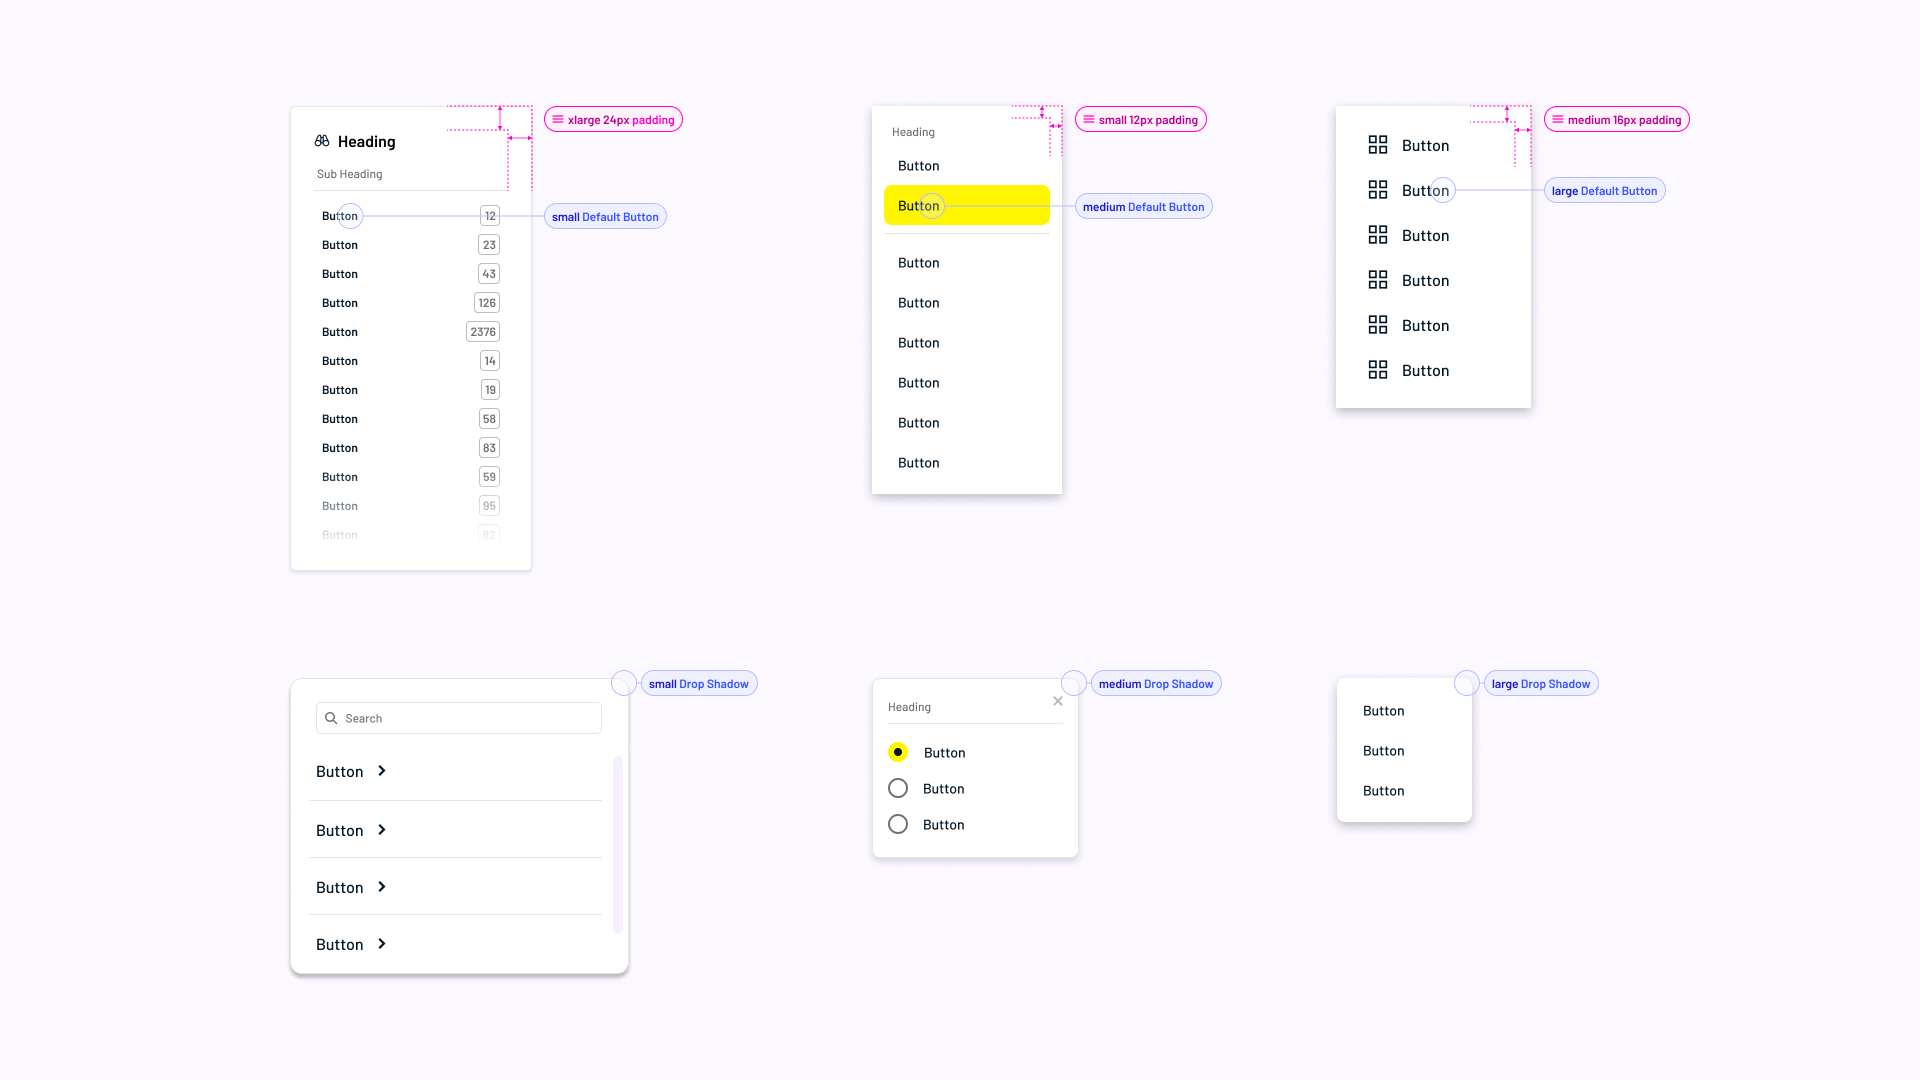 Heading
Sub Heading
Button 12
Button 23
Button 43
Button 126
Button 2376
Button 14
Button 19
Button 58
Button 83
Button 59
Button 95
Button 82
xlarge 24px padding
small Default Button
Heading
Button
Button
Button
Button
Button
Button
Button
Button
small 12px padding
medium Default Button
Button
Button
Button
Button
Button
Button
medium 16px padding
large Default Button
small Drop Shadow
Search
Button
Button
Button
Button
medium Drop Shadow
Heading
Button
Button
Button
large Drop Shadow
Button
Button
Button